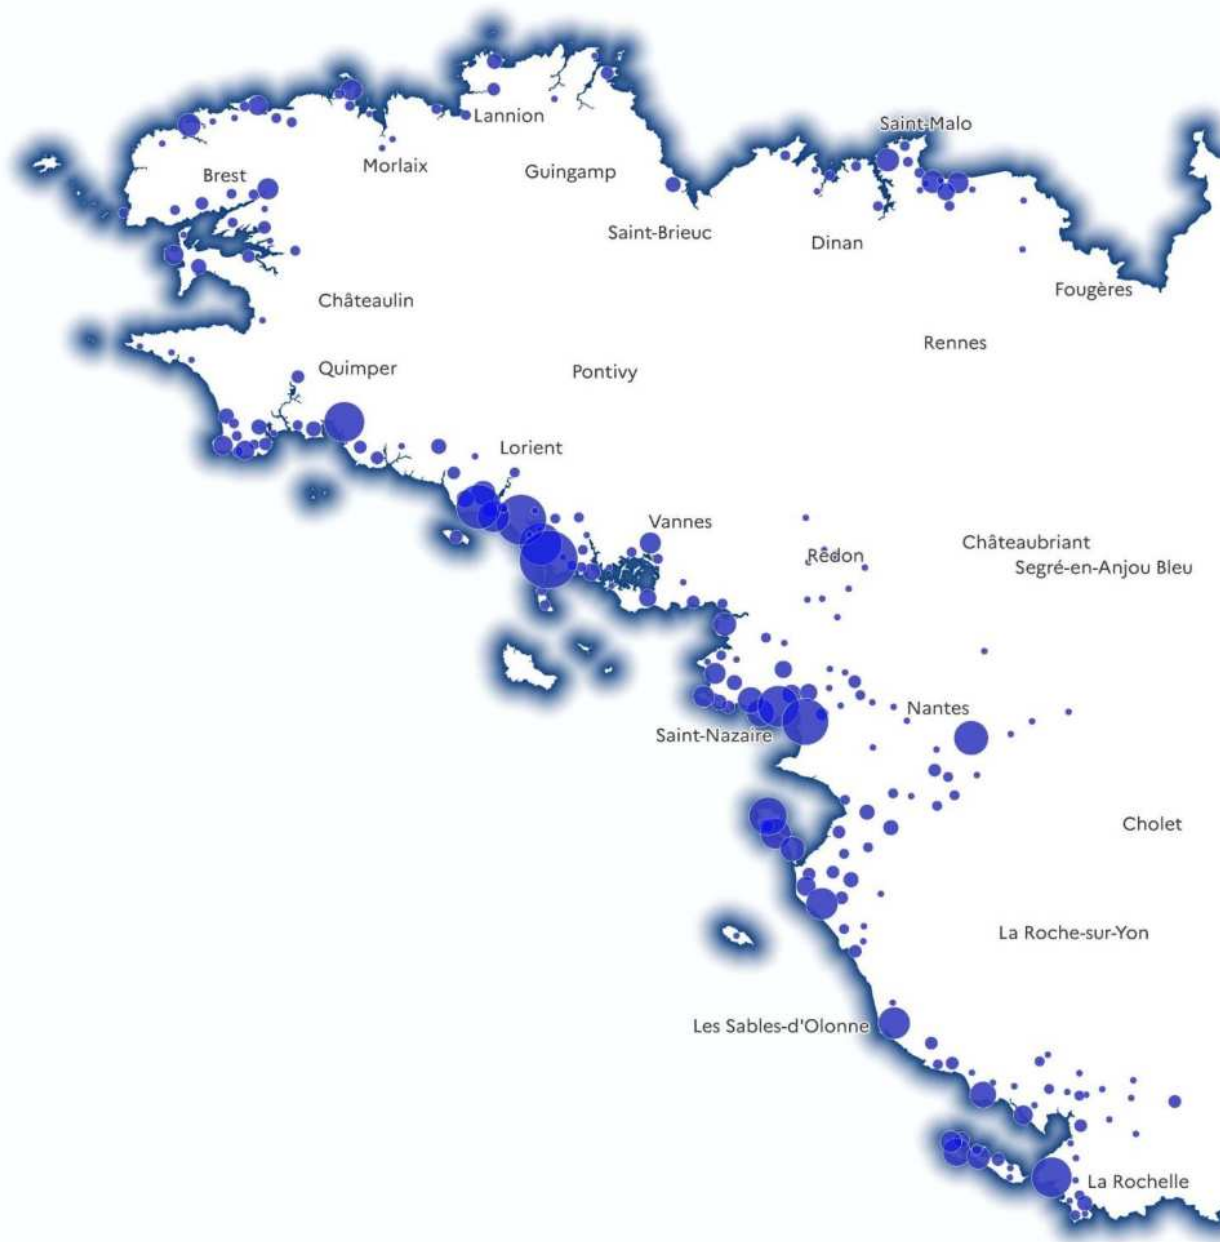 Saint-Malo
Lannion
Morlaix
Guingamp
Brest
Saint-Brieuc
Dinan
Fougères
Châteaulin
Rennes
Quimper
Pontivy
Lorient
Vannes
Châteaubriant
Redon
Segré-en-Anjou Bleu
Nantes
Saint-Nazaire
Cholet
La Roche-sur-Yon
Les Sables-d'Olonne
La Rochelle